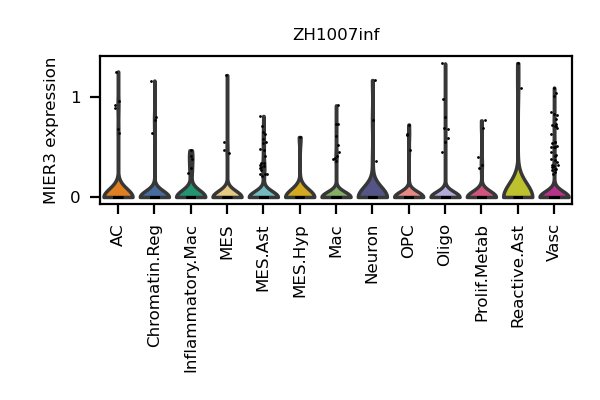 ZH1007inf
MIER3 expression
1
0
AC
Chromatin.Reg
Inflammatory.Mac
MES
MES.Ast
MES.Hyp
Mac
Neuron
OPC
Oligo
Prolif.Metab
Reactive.Ast
Vasc